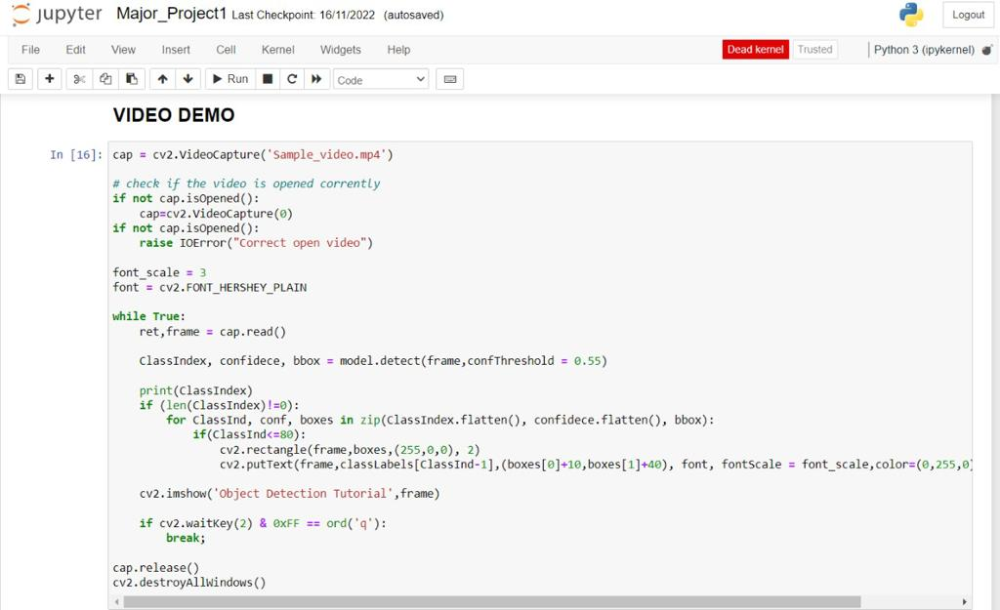 jupyter Major_Project1 Last Checkpoint: 16/11/2022 (autosaved) Logout
File Edit View Insert Cell Kernel Widgets Help Dead kernel Trusted Python 3 (ipykernel)
Run Code
VIDEO DEMO
In [16]: cap = cv2.VideoCapture('Sample_video.mp4')
# check if the video is opened corrently
if not cap.isOpened():
    cap=cv2.VideoCapture(0)
if not cap.isOpened():
    raise IOError("Correct open video")
font_scale = 3
font = cv2.FONT_HERSHEY_PLAIN
while True:
    ret,frame = cap.read()
    ClassIndex, confidece, bbox = model.detect(frame,confThreshold = 0.55)
    print(ClassIndex)
    if (len(ClassIndex)!=0):
        for ClassInd, conf, boxes in zip(ClassIndex.flatten(), confidece.flatten(), bbox):
            if(ClassInd<=80):
                cv2.rectangle(frame,boxes,(255,0,0), 2)
                cv2.putText(frame,classLabels[ClassInd-1],(boxes[0]+10,boxes[1]+40), font, fontScale = font_scale,color=(0,255,0)
    cv2.imshow('Object Detection Tutorial',frame)
    if cv2.waitKey(2) & 0xFF == ord('q'):
        break;
cap.release()
cv2.destroyAllWindows()